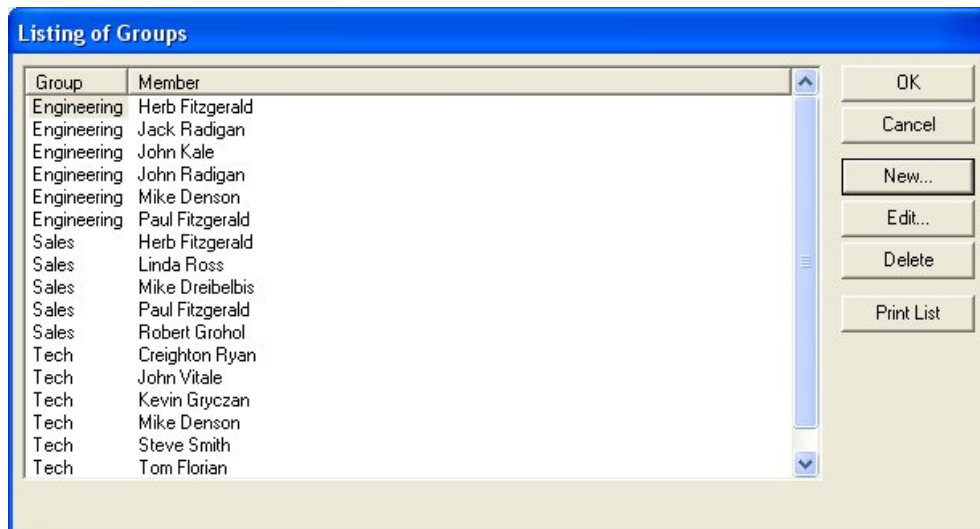 Listing of Groups
Group Member
Engineering Herb Fitzgerald
Engineering Jack Radigan
Engineering John Kale
Engineering John Radigan
Engineering Mike Denson
Engineering Paul Fitzgerald
Sales Herb Fitzgerald
Sales Linda Ross
Sales Mike Dreibelbis
Sales Paul Fitzgerald
Sales Robert Grohol
Tech Creighton Ryan
Tech John Vitale
Tech Kevin Gryczan
Tech Mike Denson
Tech Steve Smith
Tech Tom Florian
OK
Cancel
New...
Edit...
Delete
Print List